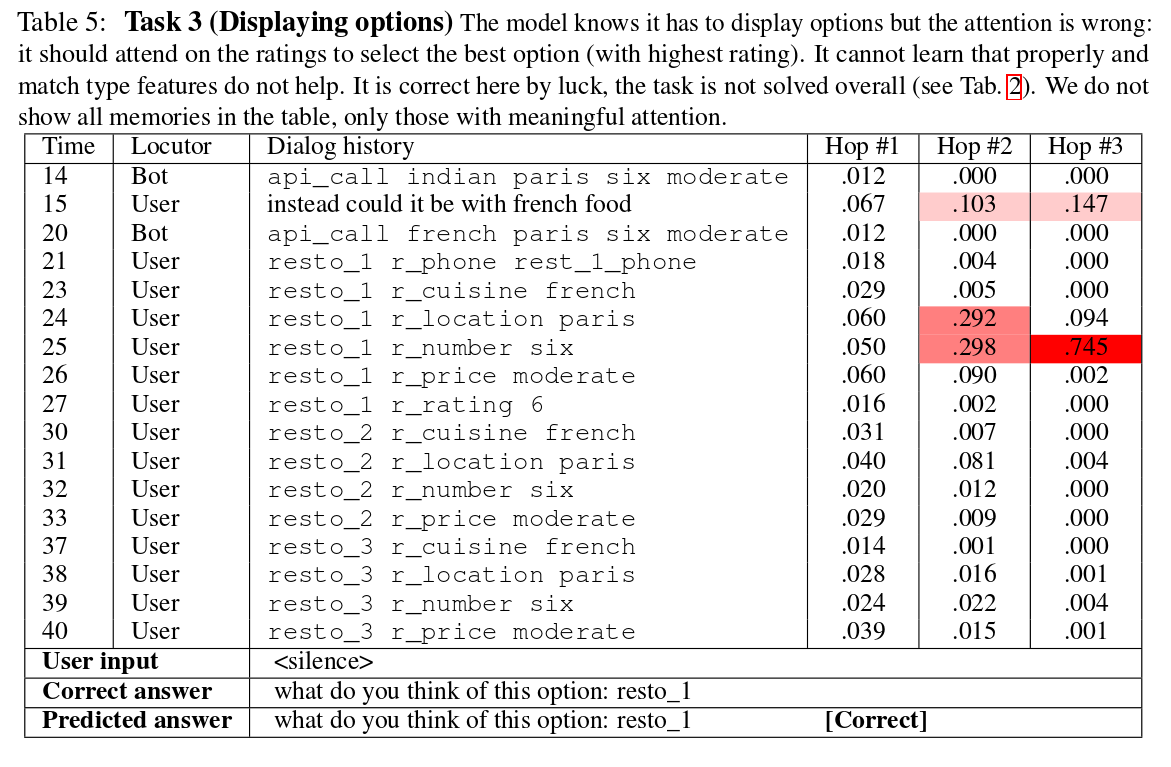 Table 5: Task 3 (Displaying options) The model knows it has to display options but the attention is wrong:
it should attend on the ratings to select the best option (with highest rating). It cannot learn that properly and
match type features do not help. It is correct here by luck, the task is not solved overall (see Tab. 2). We do not
show all memories in the table, only those with meaningful attention.
Time Locutor Dialog history Hop #1 Hop #2 Hop #3
14 Bot api_call indian paris six moderate .012 .000 .000
15 User instead could it be with french food .067 .103 .147
20 Bot api_call french paris six moderate .012 .000 .000
21 User resto_1 r_phone rest_1_phone .018 .004 .000
23 User resto_1 r_cuisine french .029 .005 .000
24 User resto_1 r_location paris .060 .292 .094
25 User resto_1 r_number six .050 .298 .745
26 User resto_1 r_price moderate .060 .090 .002
27 User resto_1 r_rating 6 .016 .002 .000
30 User resto_2 r_cuisine french .031 .007 .000
31 User resto_2 r_location paris .040 .081 .004
32 User resto_2 r_number six .020 .012 .000
33 User resto_2 r_price moderate .029 .009 .000
37 User resto_3 r_cuisine french .014 .001 .000
38 User resto_3 r_location paris .028 .016 .001
39 User resto_3 r_number six .024 .022 .004
40 User resto_3 r_price moderate .039 .015 .001
User input <silence>
Correct answer what do you think of this option: resto_1
Predicted answer what do you think of this option: resto_1 [Correct]